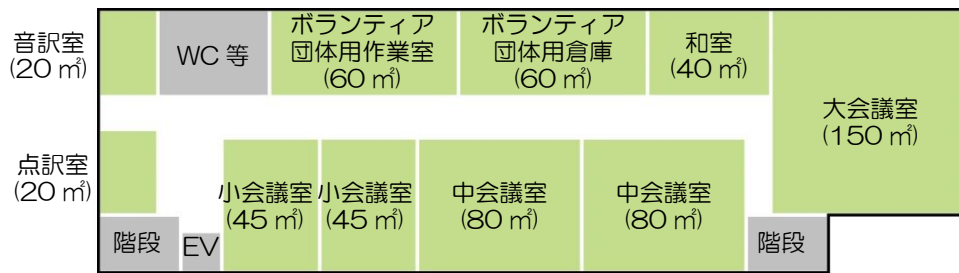 音訳室
(20 ㎡)
WC 等
ボランティア
団体用作業室
(60 ㎡)
ボランティア
団体用倉庫
(60 ㎡)
和室
(40 ㎡)
大会議室
(150 ㎡)
点訳室
(20 ㎡)
小会議室
(45 ㎡)
小会議室
(45 ㎡)
中会議室
(80 ㎡)
中会議室
(80 ㎡)
階段
EV
階段